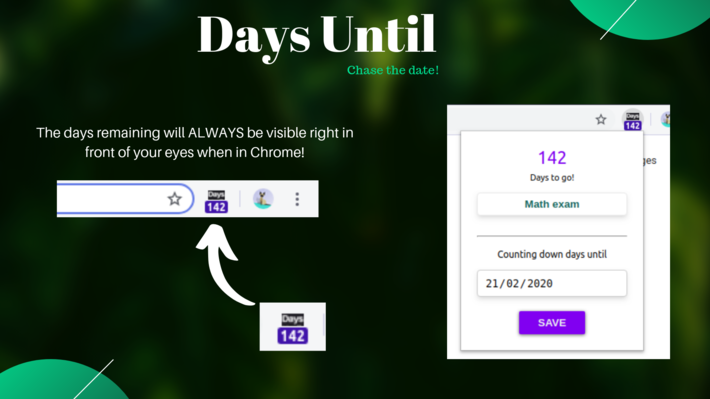 Days Until
Chase the date!
The days remaining will ALWAYS be visible right in
front of your eyes when in Chrome!
Days
142
Days
142
Days
142
ges
142
Days to go!
Math exam
Counting down days until
21/02/2020
SAVE